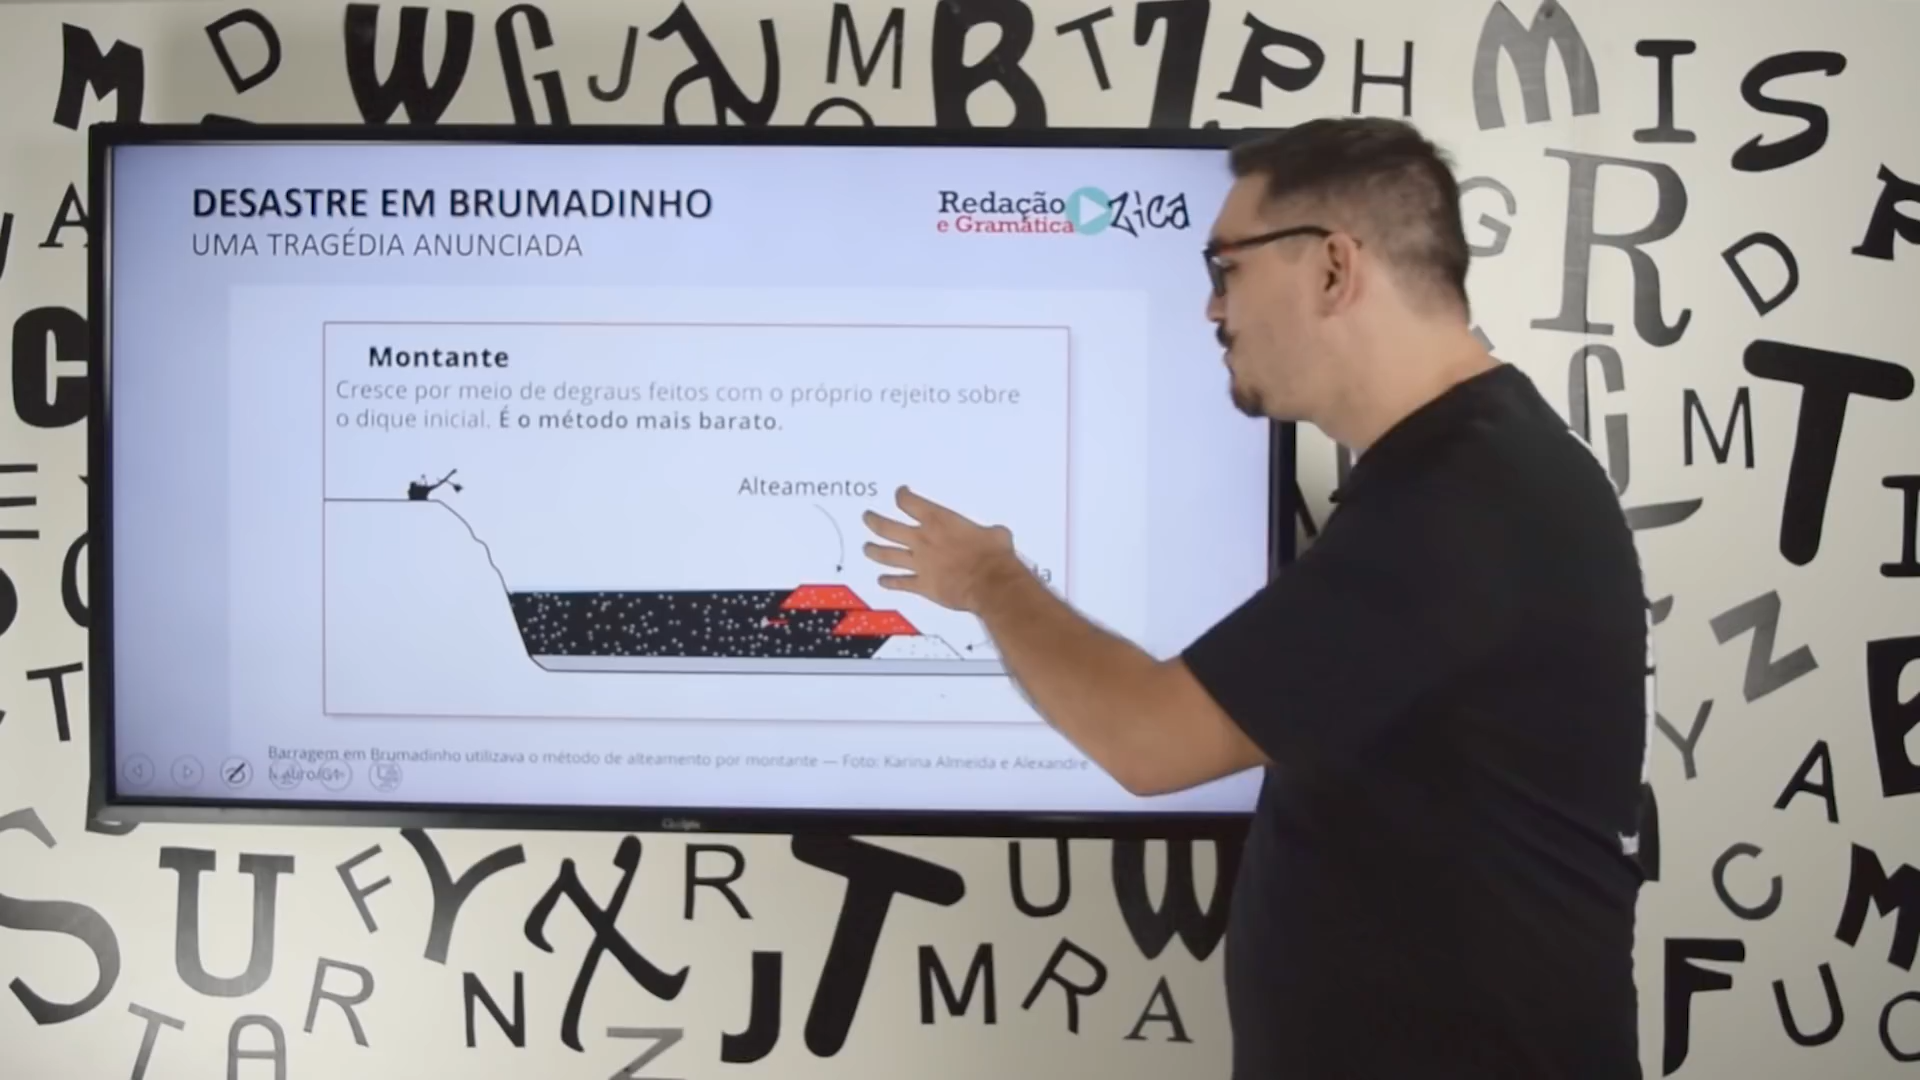 DESASTRE EM BRUMADINHO
UMA TRAGÉDIA ANUNCIADA
Redação
e Gramática
Zica
Montante
Cresce por meio de degraus feitos com o próprio rejeito sobre
o dique inicial. É o método mais barato.
Alteamentos
Barragem em Brumadinho utilizava o método de alteamento por montante — Foto: Karina Almeida e Alexandre